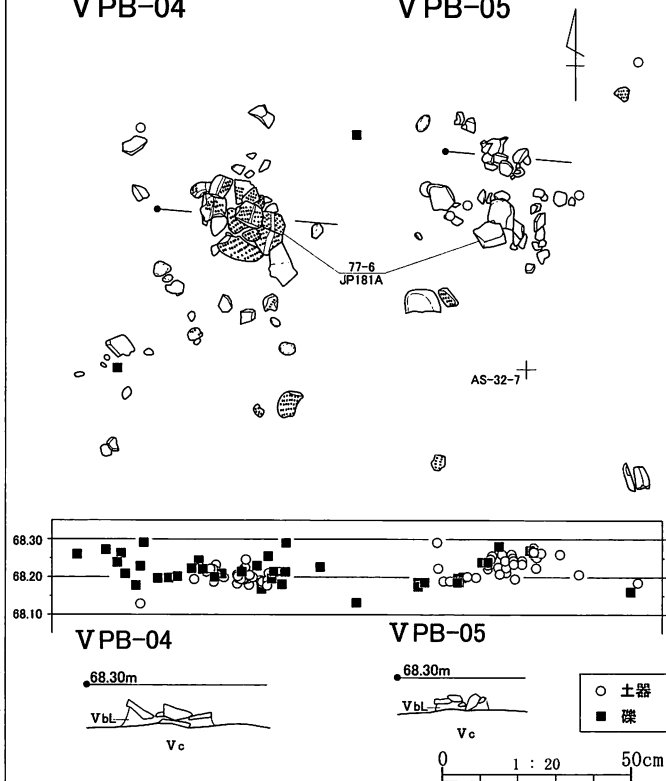 VPB-04
VPB-05
77-6
JP181A
AS-32-7
68.30
68.20
68.10
VPB-04
VPB-05
68.30m
VbL
Vc
68.30m
VbL
Vc
○ 土器
■ 礫
0 1 : 20 50cm